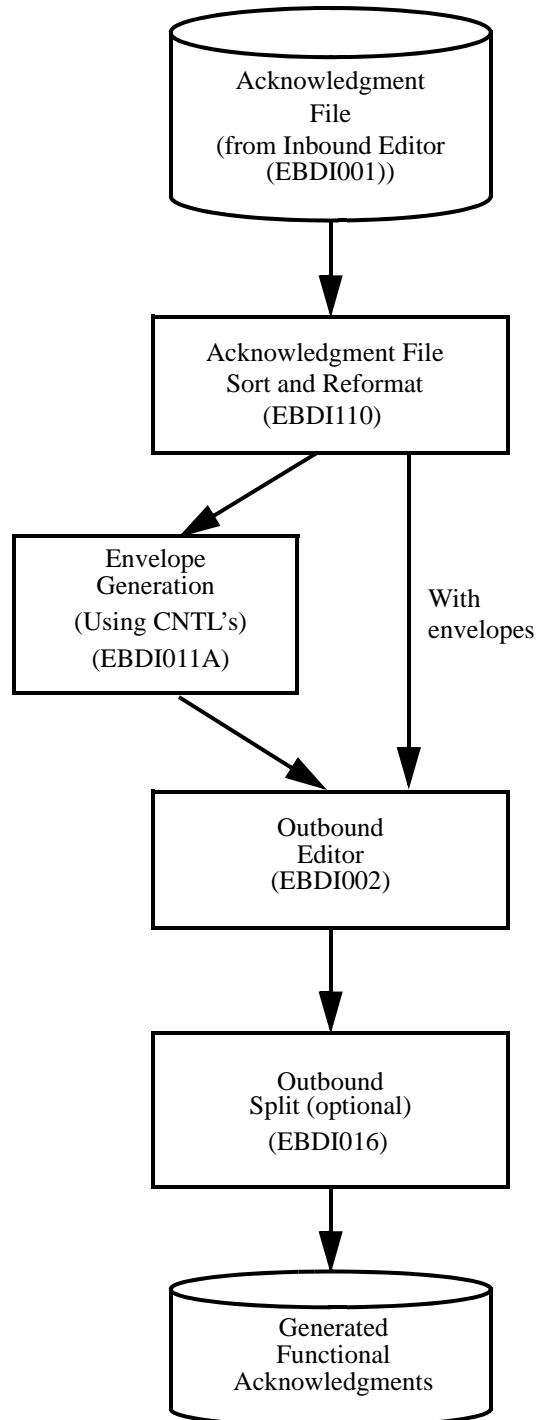 Acknowledgment
File
(from Inbound Editor
(EBDI001))
Acknowledgment File
Sort and Reformat
(EBDI110)
Envelope
Generation
(Using CNTL’s)
(EBDI011A)
With
envelopes
Outbound
Editor
(EBDI002)
Outbound
Split (optional)
(EBDI016)
Generated
Functional
Acknowledgments